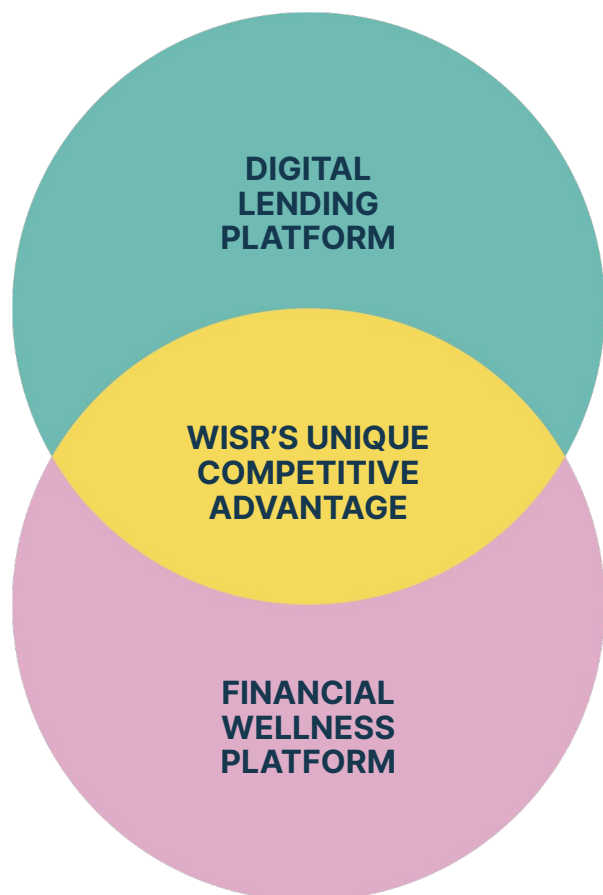 DIGITAL
LENDING
PLATFORM
WISR’S UNIQUE
COMPETITIVE
ADVANTAGE
FINANCIAL
WELLNESS
PLATFORM